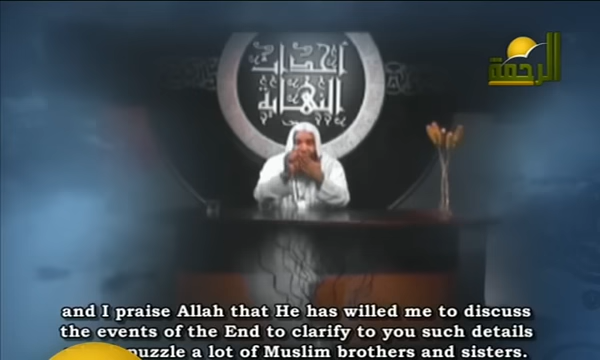 الرحمة
أحداث
النهاية
and I praise Allah that He has willed me to discuss
the events of the End to clarify to you such details
puzzle a lot of Muslim brothers and sisters.